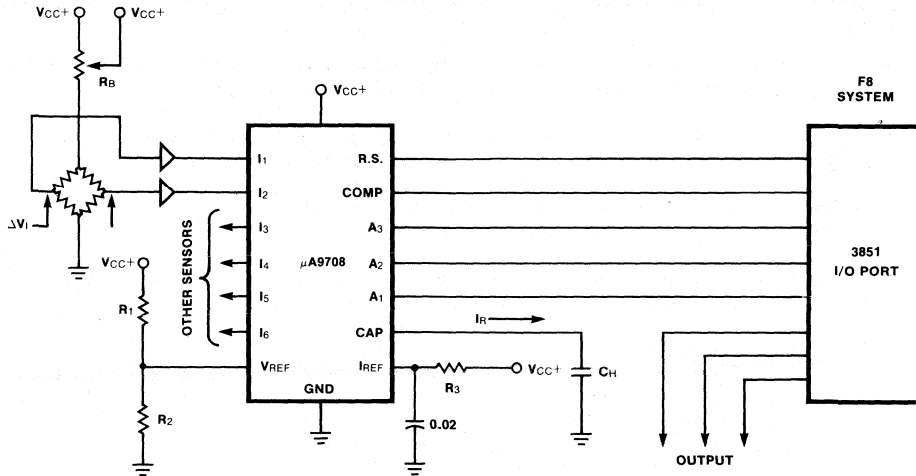 VCC+ VCC+
RB
VCC+
F8
SYSTEM
I1 R.S.
I2 COMP
I3 A3
I4 μA9708 A2
I5 A1
I6 CAP
VREF IREF
GND
OTHER SENSORS
ΔVI
VCC+
R1
R2
IR
R3
VCC+
CH
0.02
3851
I/O PORT
OUTPUT